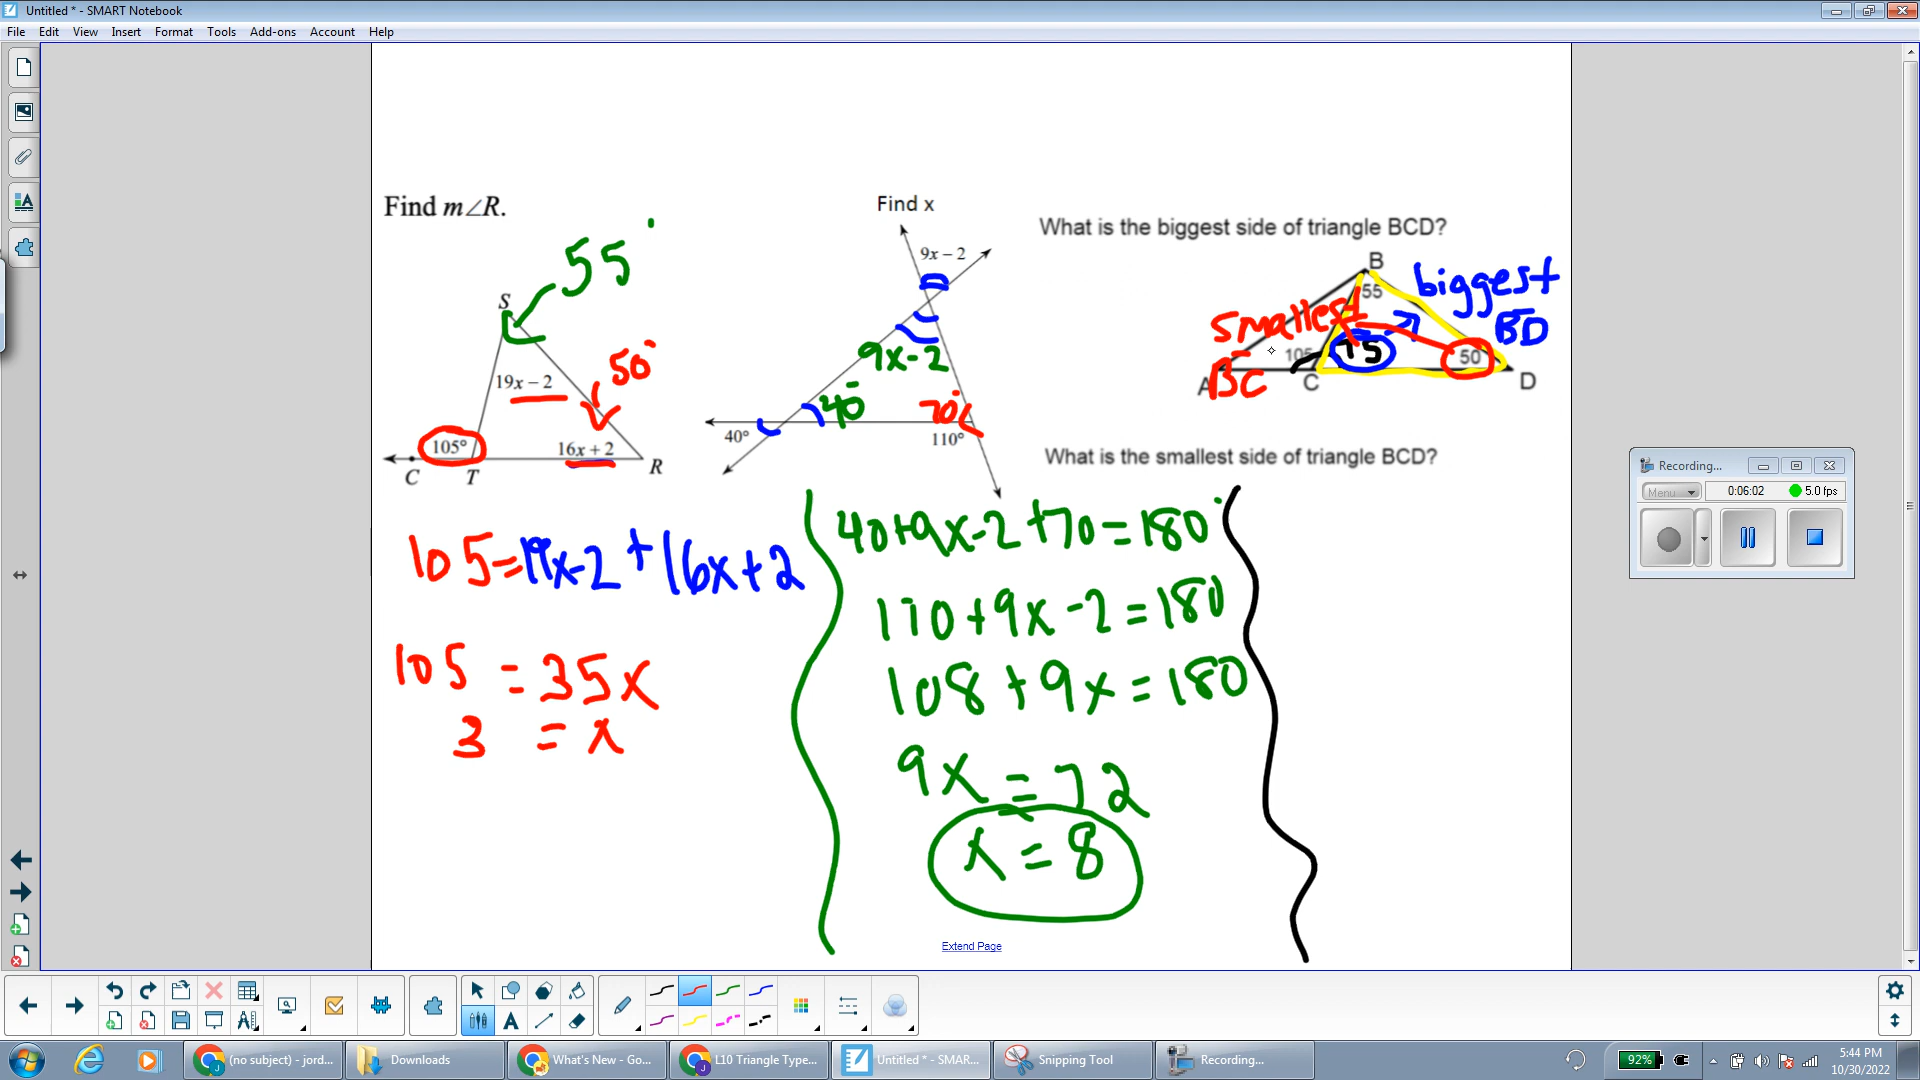 Untitled * - SMART Notebook
File Edit View Insert Format Tools Add-ons Account Help
Find m∠R.
55°
S
50°
19x – 2
105°
16x + 2
C T R
105=19x-2+16x+2
105 = 35x
3 = x
Find x
9x – 2
9x-2
40°
70°
40°
110°
40+9x-2+70=180°
110+9x-2=180
108+9x=180
9x=72
x=8
What is the biggest side of triangle BCD?
B
55
biggest
BD
smallest
105
75
50
A BC C D
What is the smallest side of triangle BCD?
Extend Page
Recording...
Menu 0:06:02 5.0 fps
A
(no subject) - jord... Downloads What's New - Go... L10 Triangle Type... Untitled * - SMAR... Snipping Tool Recording...
92%
5:44 PM
10/30/2022